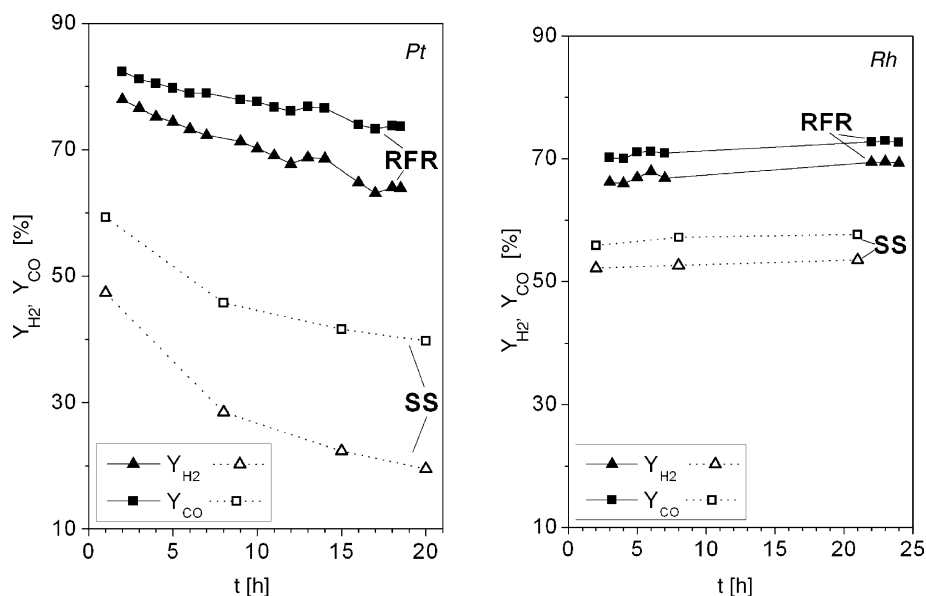 Pt
90
70
50
30
10
Y_H2, Y_CO [%]
RFR
SS
Y_H2
Y_CO
0 5 10 15 20
t [h]
Rh
90
70
50
30
10
Y_H2, Y_CO [%]
RFR
SS
Y_H2
Y_CO
0 5 10 15 20 25
t [h]